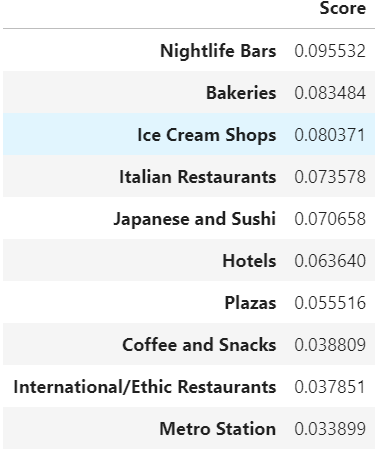 Score
Nightlife Bars 0.095532
Bakeries 0.083484
Ice Cream Shops 0.080371
Italian Restaurants 0.073578
Japanese and Sushi 0.070658
Hotels 0.063640
Plazas 0.055516
Coffee and Snacks 0.038809
International/Ethic Restaurants 0.037851
Metro Station 0.033899